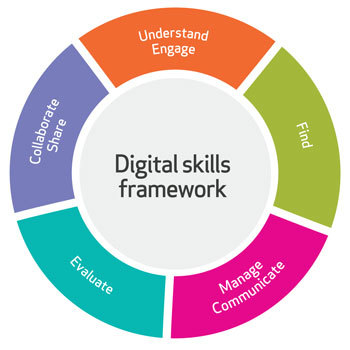 Understand
Engage
Find
Manage
Communicate
Evaluate
Collaborate
Share
Digital skills
framework